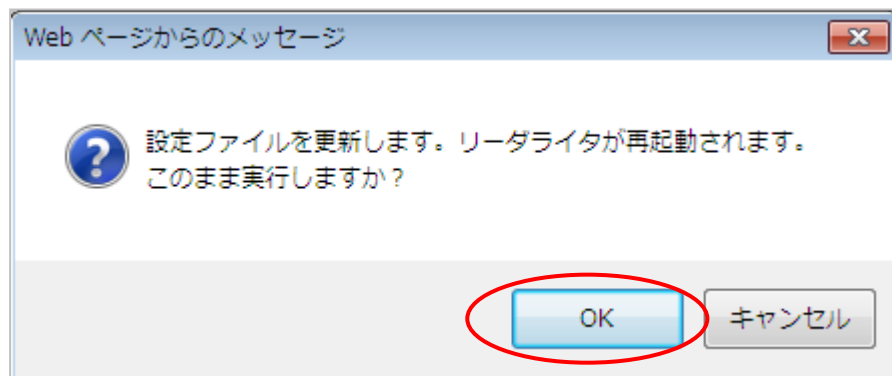 Web ページからのメッセージ
設定ファイルを更新します。リーダライタが再起動されます。
このまま実行しますか？
OK
キャンセル